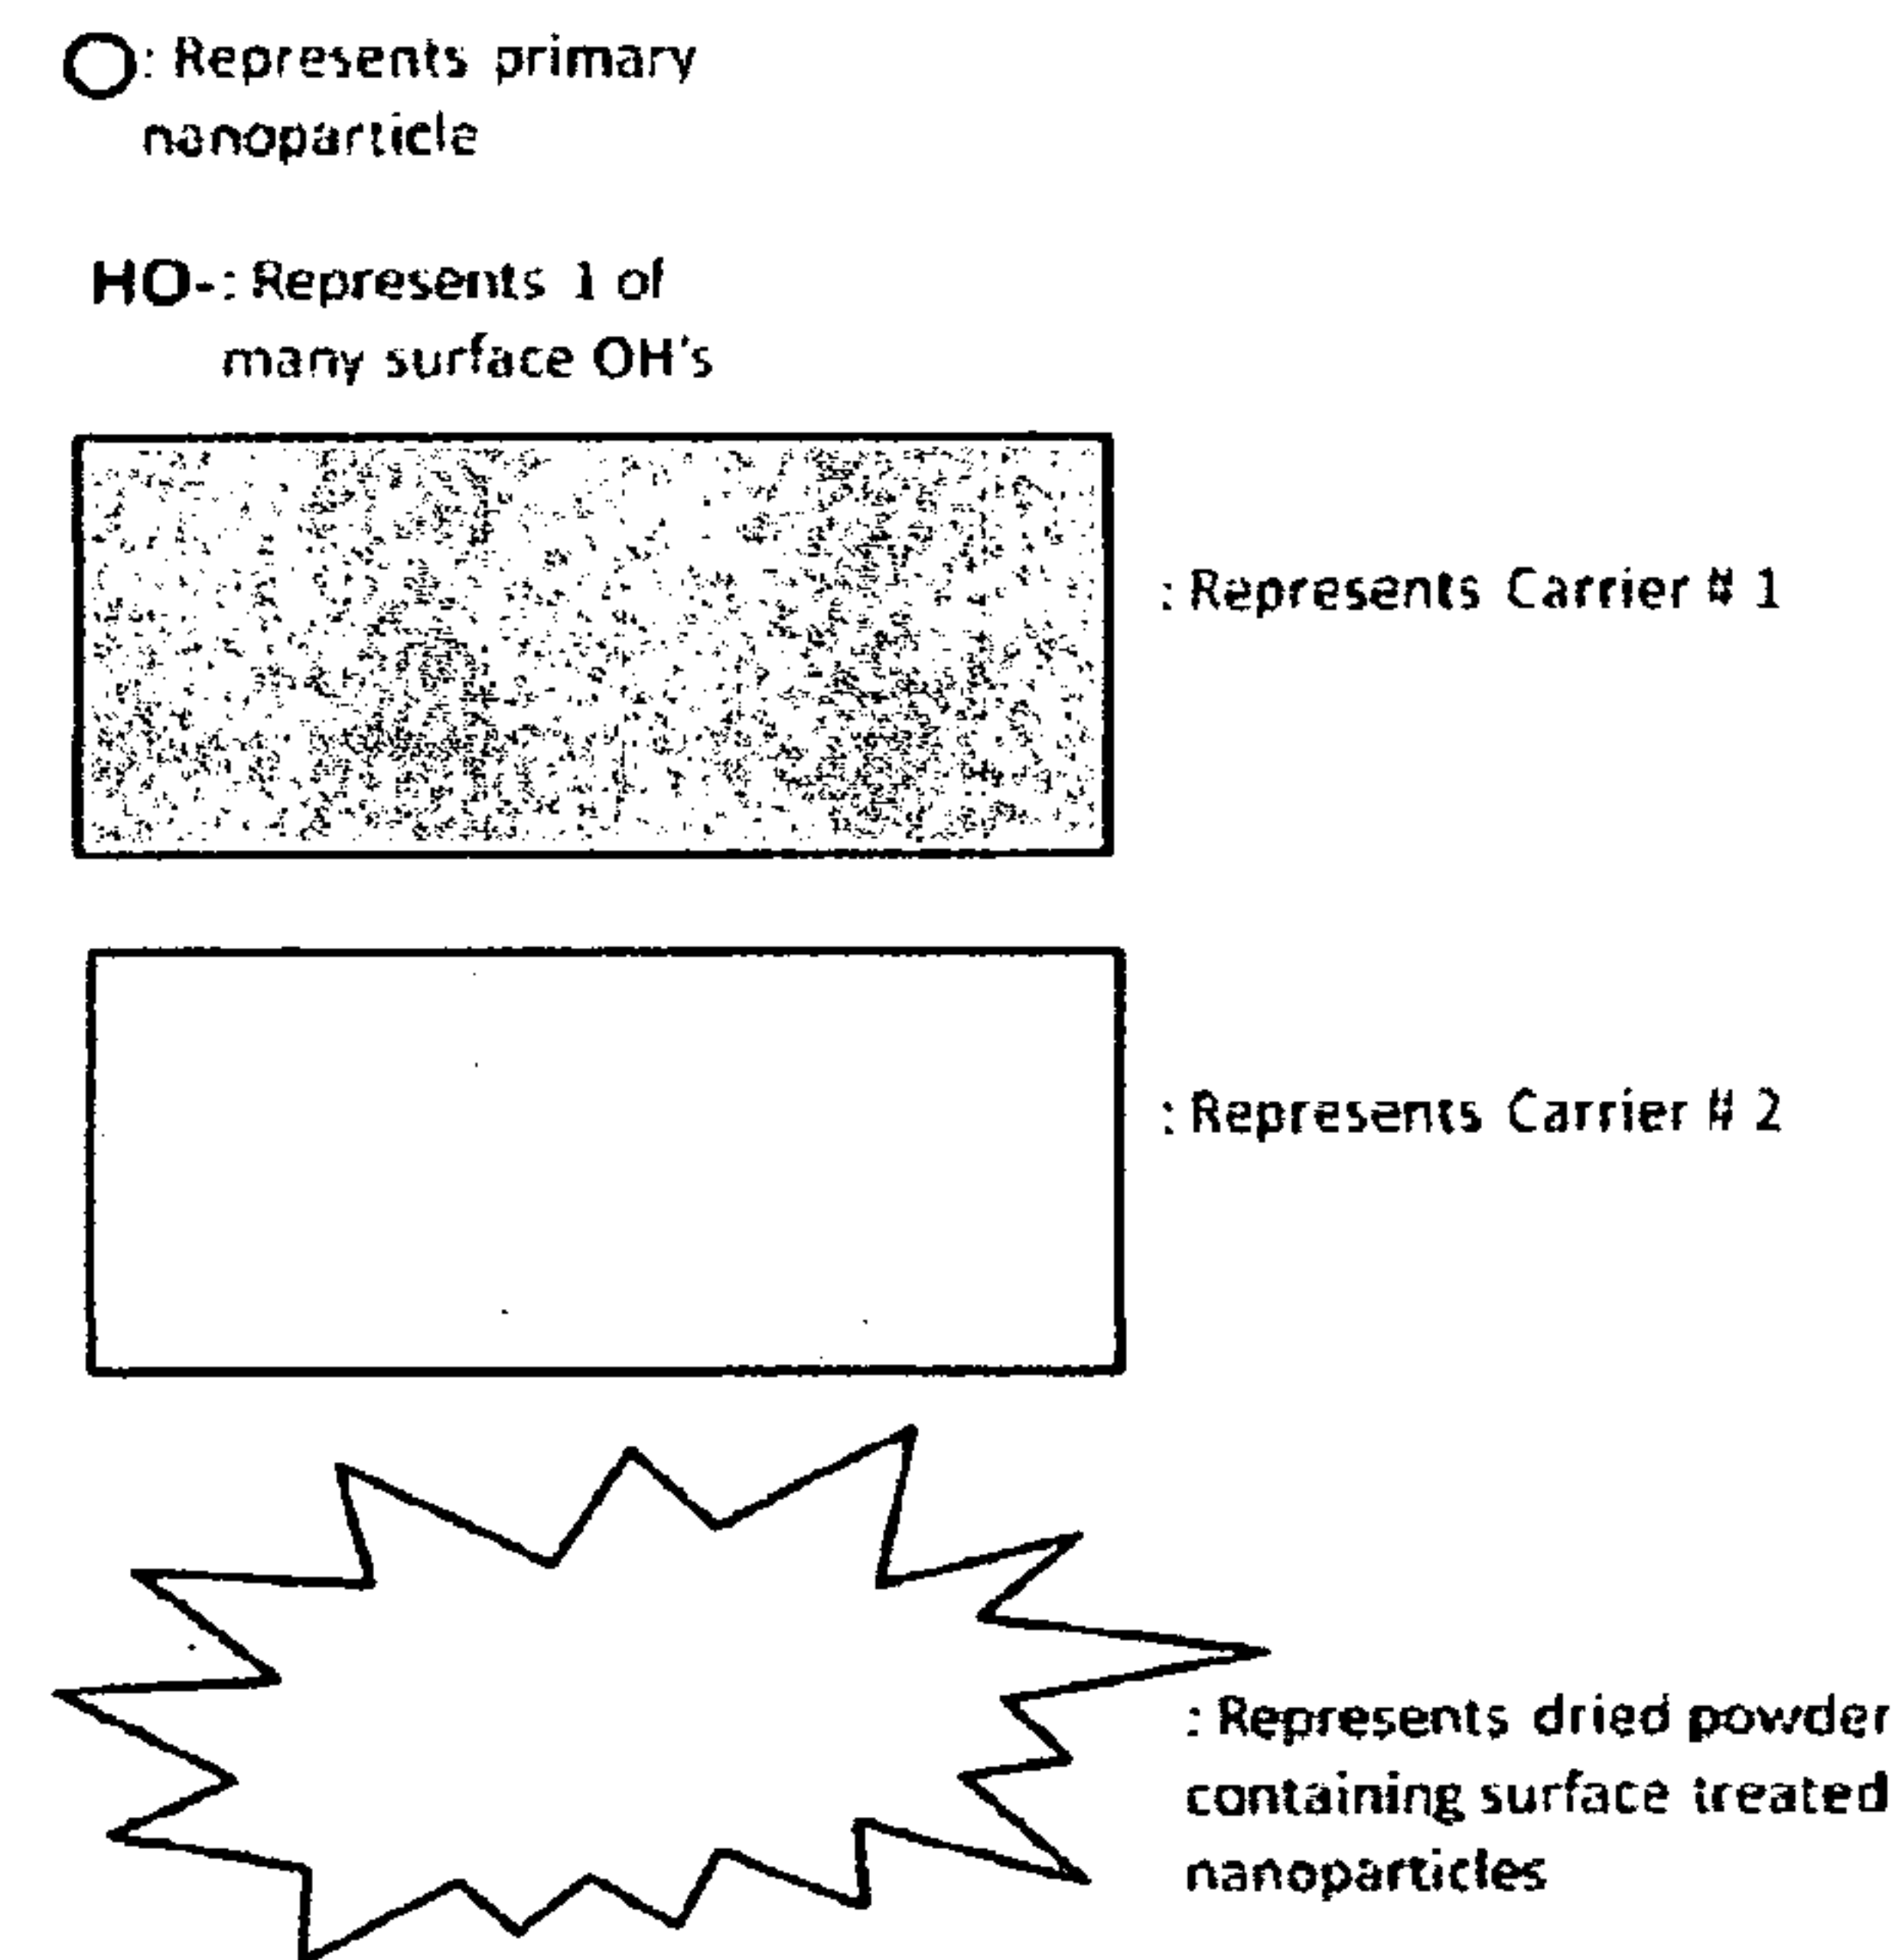 : Represents primary
nanoparticle
HO-: Represents 1 of
many surface OH's
: Represents Carrier # 1
: Represents Carrier # 2
: Represents dried powder
containing surface treated
nanoparticles